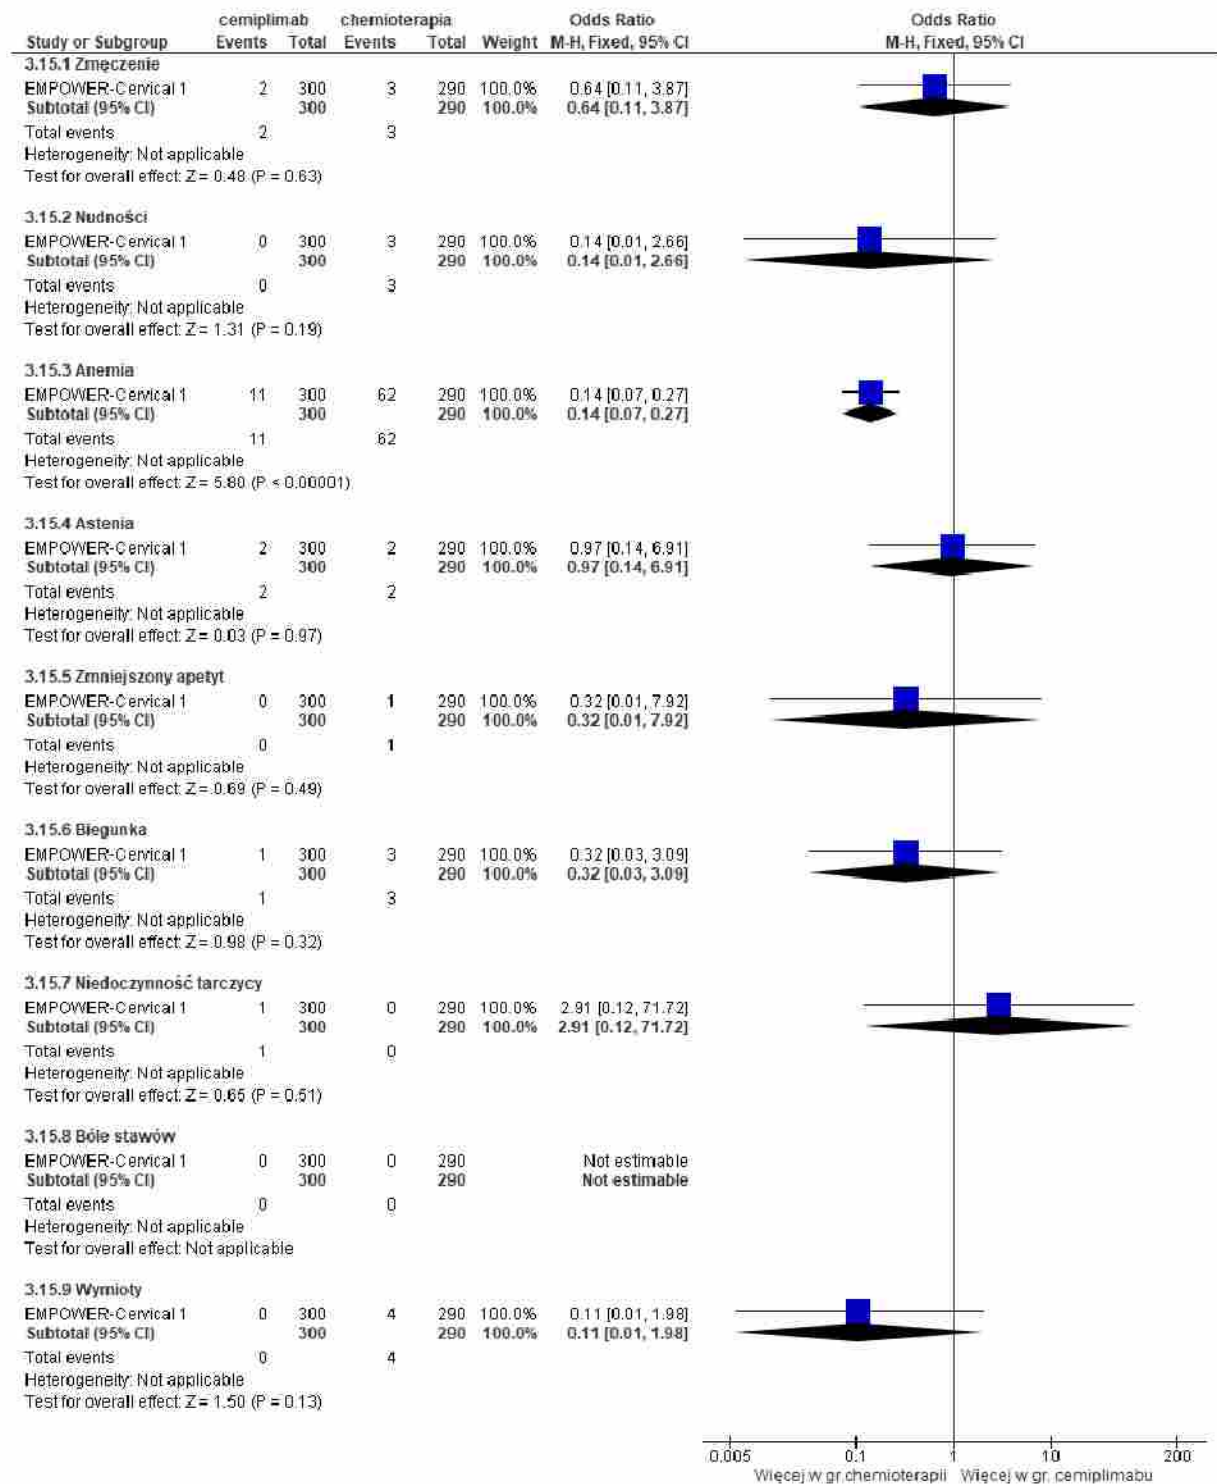 cemiplimab chemioterapia Odds Ratio Odds Ratio
Study or Subgroup Events Total Events Total Weight M-H, Fixed, 95% CI M-H, Fixed, 95% CI
3.15.1 Zmęczenie
EMPOWER-Cervical 1 2 300 3 290 100.0% 0.64 [0.11, 3.87]
Subtotal (95% CI) 300 290 100.0% 0.64 [0.11, 3.87]
Total events 2 3
Heterogeneity: Not applicable
Test for overall effect: Z = 0.48 (P = 0.63)
3.15.2 Nudności
EMPOWER-Cervical 1 0 300 3 290 100.0% 0.14 [0.01, 2.66]
Subtotal (95% CI) 300 290 100.0% 0.14 [0.01, 2.66]
Total events 0 3
Heterogeneity: Not applicable
Test for overall effect: Z = 1.31 (P = 0.19)
3.15.3 Anemia
EMPOWER-Cervical 1 11 300 62 290 100.0% 0.14 [0.07, 0.27]
Subtotal (95% CI) 300 290 100.0% 0.14 [0.07, 0.27]
Total events 11 62
Heterogeneity: Not applicable
Test for overall effect: Z = 5.80 (P < 0.00001)
3.15.4 Astenia
EMPOWER-Cervical 1 2 300 2 290 100.0% 0.97 [0.14, 6.91]
Subtotal (95% CI) 300 290 100.0% 0.97 [0.14, 6.91]
Total events 2 2
Heterogeneity: Not applicable
Test for overall effect: Z = 0.03 (P = 0.97)
3.15.5 Zmniejszony apetyt
EMPOWER-Cervical 1 0 300 1 290 100.0% 0.32 [0.01, 7.92]
Subtotal (95% CI) 300 290 100.0% 0.32 [0.01, 7.92]
Total events 0 1
Heterogeneity: Not applicable
Test for overall effect: Z = 0.69 (P = 0.49)
3.15.6 Biegunka
EMPOWER-Cervical 1 1 300 3 290 100.0% 0.32 [0.03, 3.09]
Subtotal (95% CI) 300 290 100.0% 0.32 [0.03, 3.09]
Total events 1 3
Heterogeneity: Not applicable
Test for overall effect: Z = 0.98 (P = 0.32)
3.15.7 Niedoczynność tarczycy
EMPOWER-Cervical 1 1 300 0 290 100.0% 2.91 [0.12, 71.72]
Subtotal (95% CI) 300 290 100.0% 2.91 [0.12, 71.72]
Total events 1 0
Heterogeneity: Not applicable
Test for overall effect: Z = 0.65 (P = 0.51)
3.15.8 Bóle stawów
EMPOWER-Cervical 1 0 300 0 290 Not estimable
Subtotal (95% CI) 300 290 Not estimable
Total events 0 0
Heterogeneity: Not applicable
Test for overall effect: Not applicable
3.15.9 Wymioty
EMPOWER-Cervical 1 0 300 4 290 100.0% 0.11 [0.01, 1.98]
Subtotal (95% CI) 300 290 100.0% 0.11 [0.01, 1.98]
Total events 0 4
Heterogeneity: Not applicable
Test for overall effect: Z = 1.50 (P = 0.13)
0.005 0.1 1 10 200
Więcej w gr.chemioterapii Więcej w gr. cemiplimabu